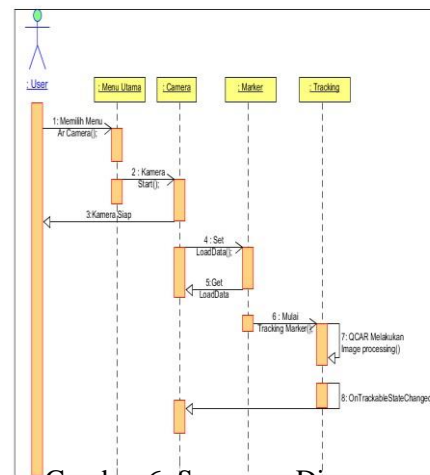 : User
: Menu Utama
: Camera
: Marker
: Tracking
1: Memilih Menu
Ar Camera();
2 : Kamera
Start();
3:Kamera Siap
4 : Set
LoadData();
5:Get
LoadData
6 : Mulai
Tracking Marker();
7: QCAR Melakukan
Image processing()
8: OnTrackableStateChanged